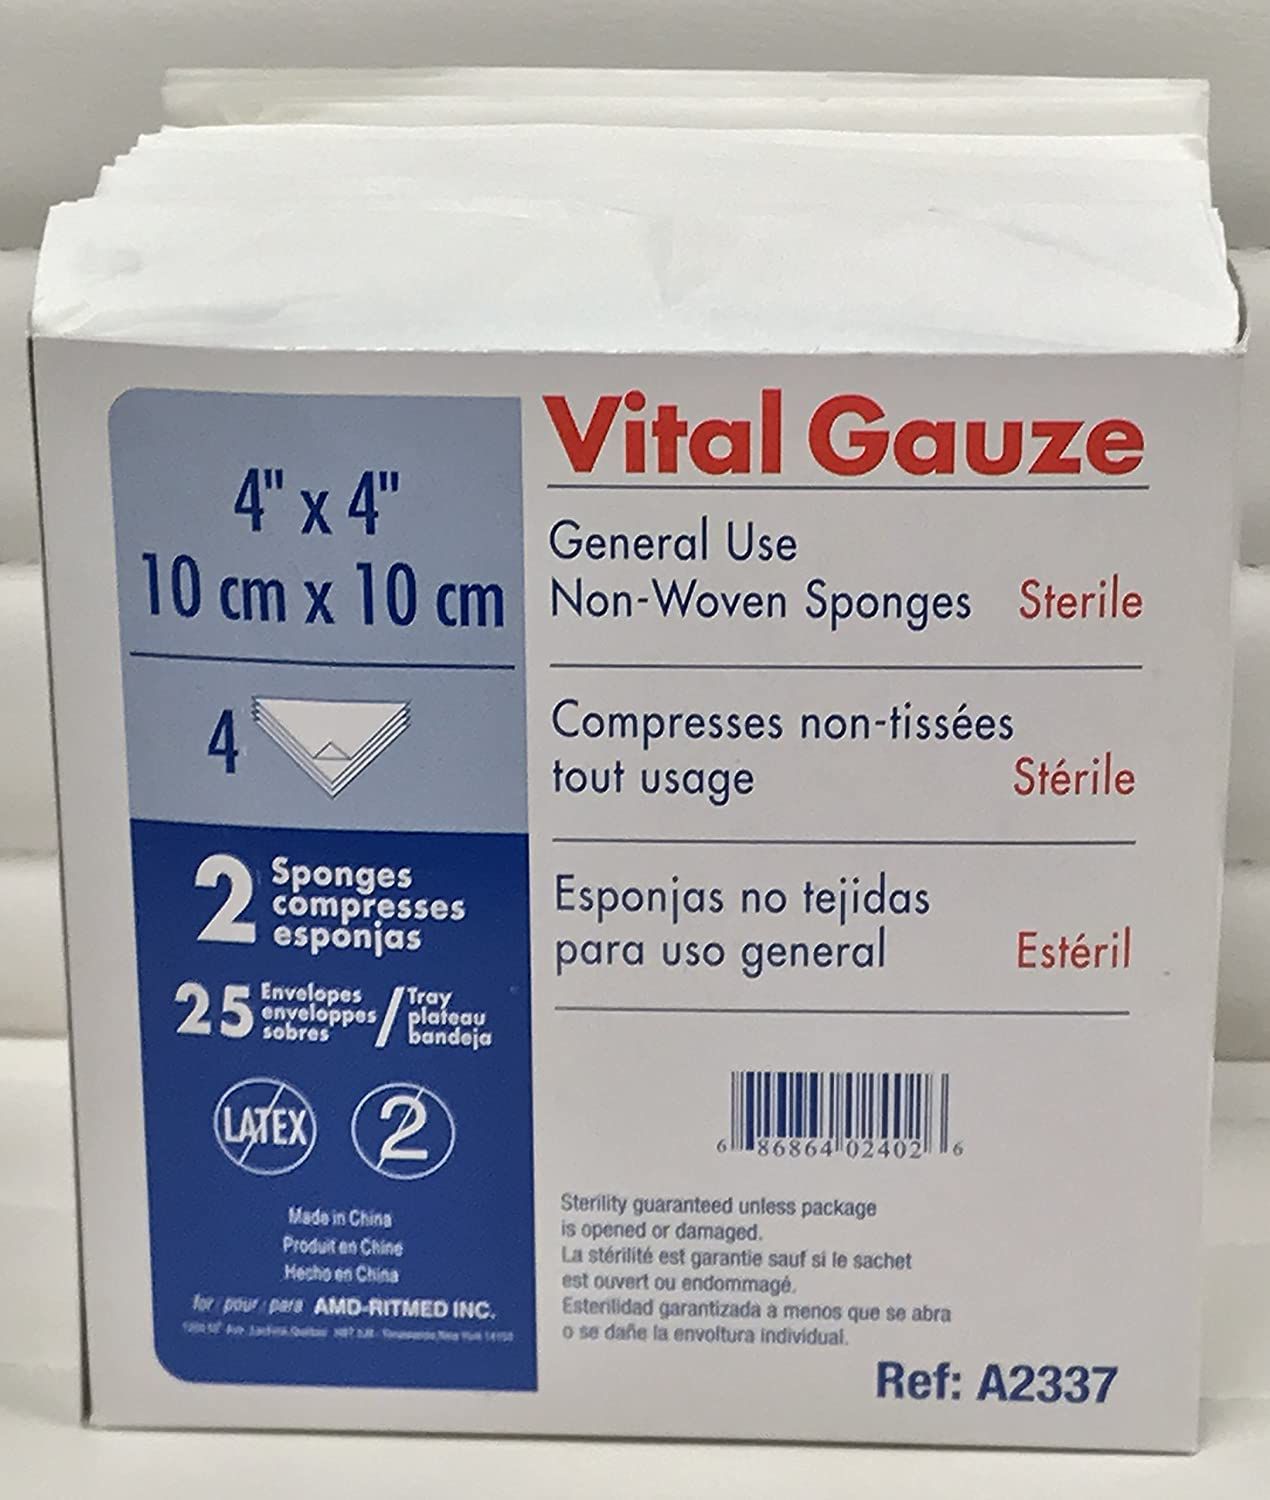 Vital Gauze
4" x 4"
10 cm x 10 cm
General Use
Non-Woven Sponges Sterile
4
Compresses non-tissées
tout usage Stérile
Esponjas no tejidas
para uso general Estéril
2 Sponges
compresses
esponjas
25 Envelopes
enveloppes
sobres
/ Tray
plateau
bandeja
LATEX
2
6 86864 02402 6
Made in China
Produit en Chine
Hecho en China
for / pour / para AMD-RITMED INC.
Sterility guaranteed unless package
is opened or damaged.
La stérilité est garantie sauf si le sachet
est ouvert ou endommagé.
Esterilidad garantizada a menos que se abra
o se dañe la envoltura individual.
Ref: A2337